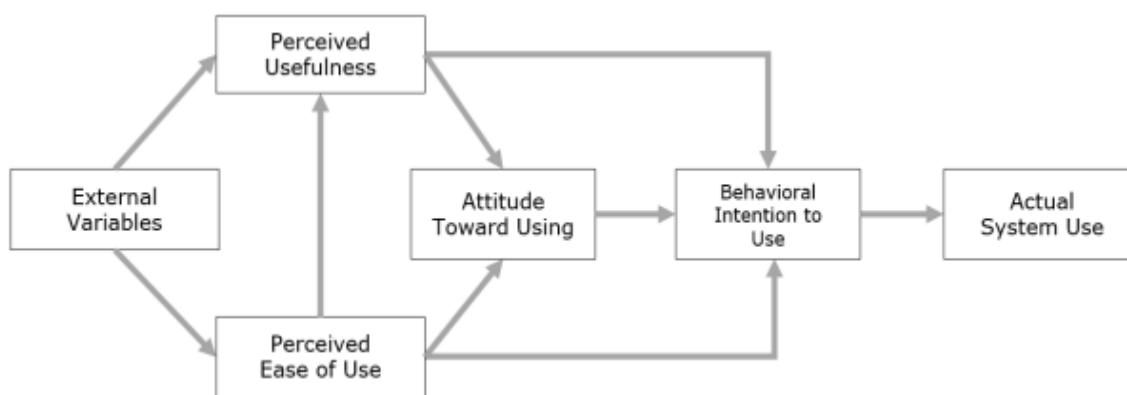 Perceived
Usefulness
External
Variables
Attitude
Toward Using
Behavioral
Intention to
Use
Actual
System Use
Perceived
Ease of Use